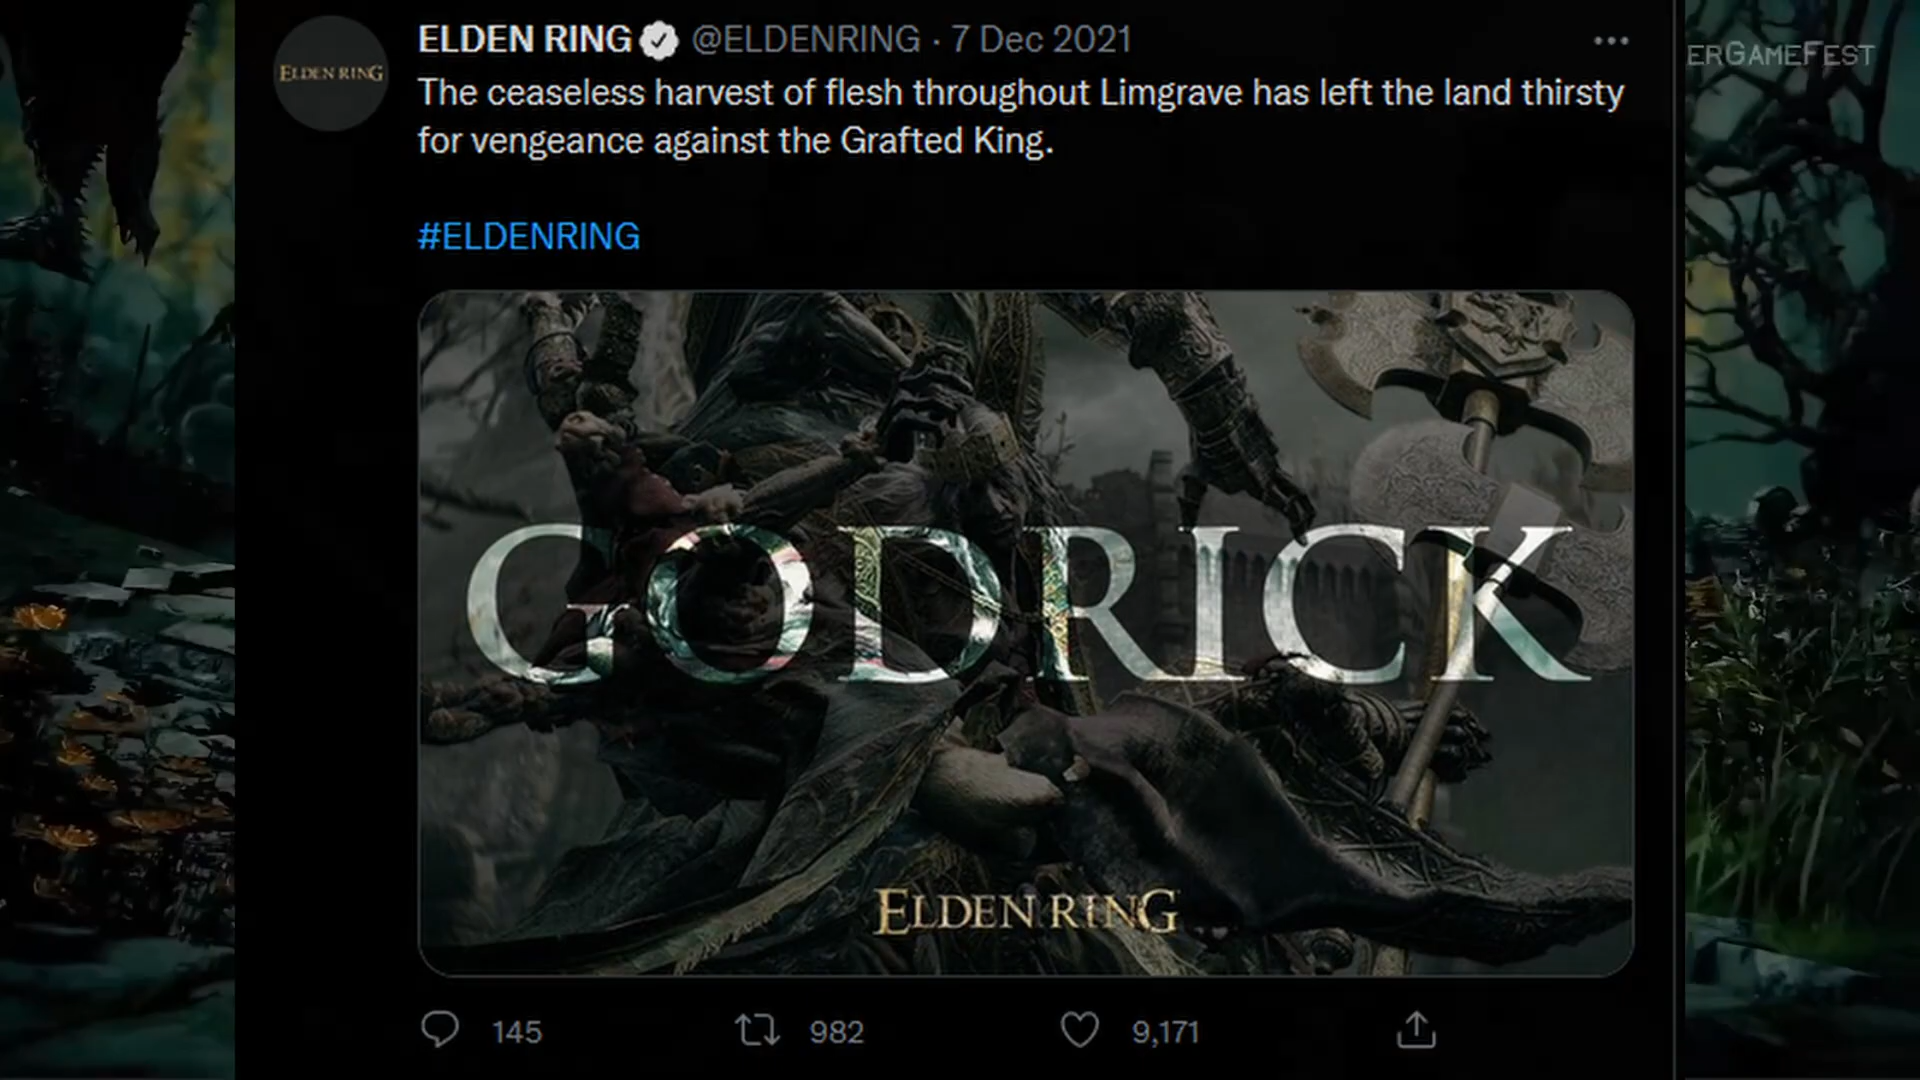 ELDEN RING @ELDENRING · 7 Dec 2021
ERGAMEFEST
ELDEN RING
The ceaseless harvest of flesh throughout Limgrave has left the land thirsty
for vengeance against the Grafted King.
#ELDENRING
GODRICK
ELDEN RING
145 982 9,171